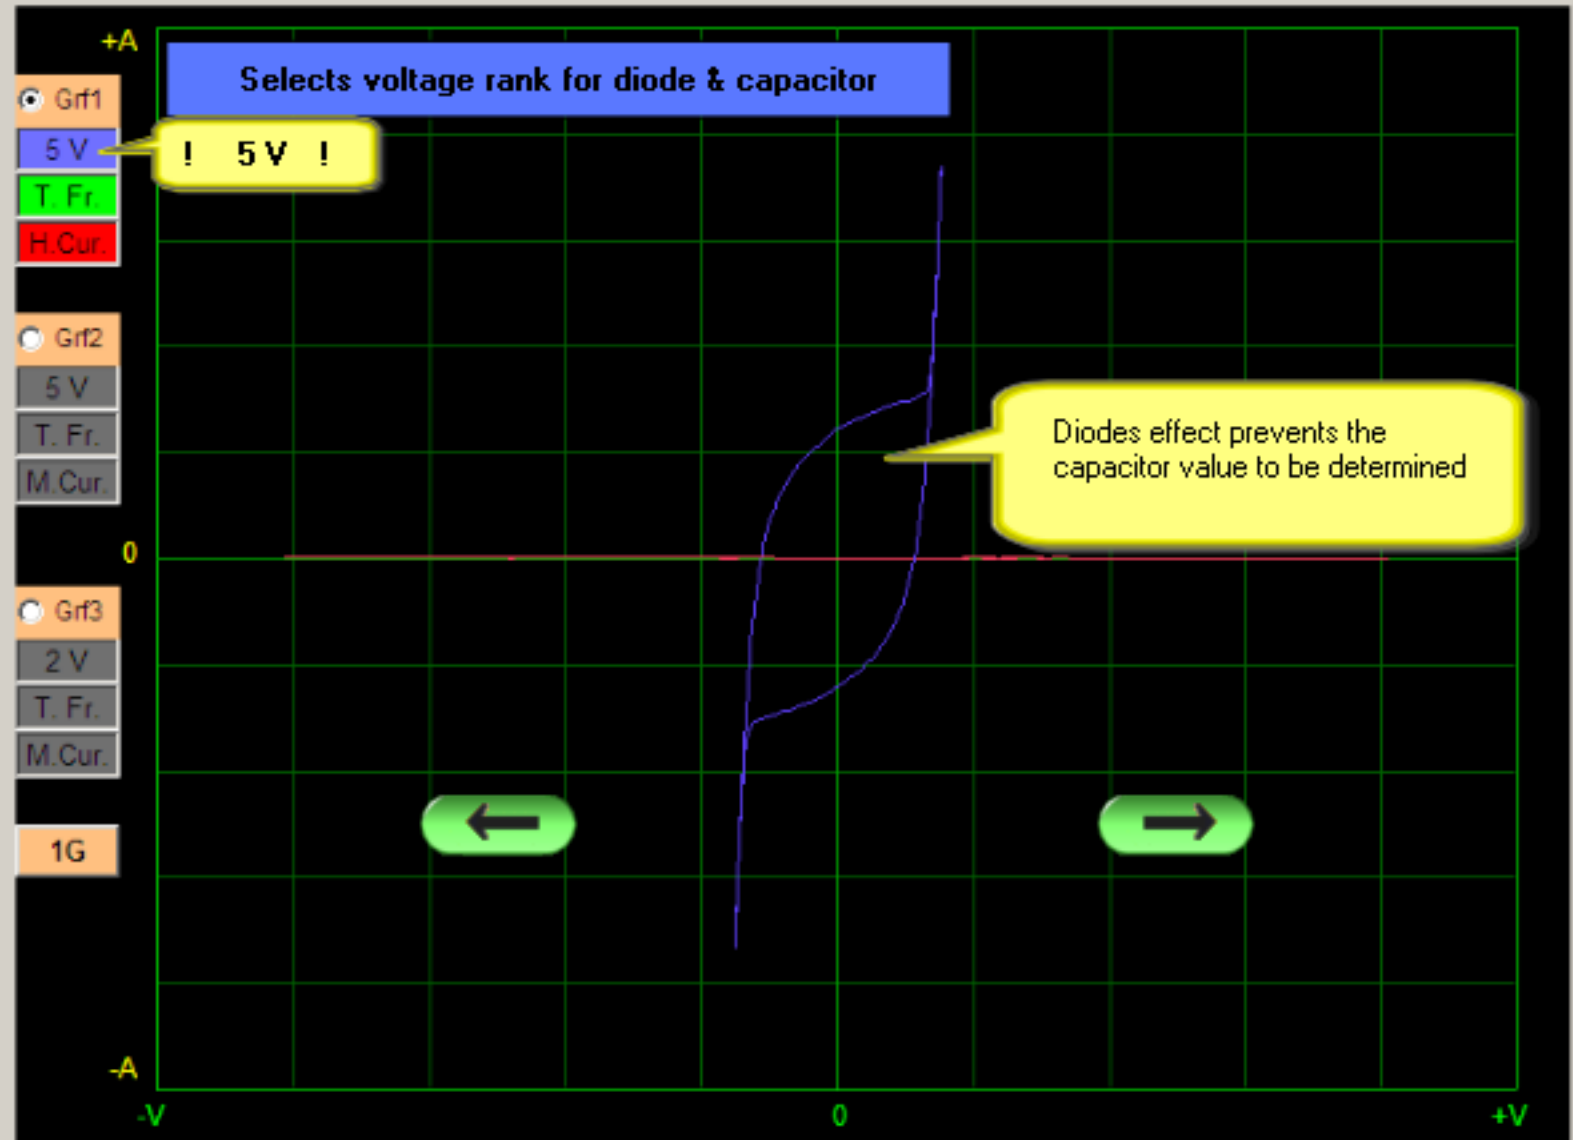 +A
Selects voltage rank for diode & capacitor
Grf1
5 V
! 5 V !
T. Fr.
H.Cur.
Grf2
5 V
T. Fr.
M.Cur.
Diodes effect prevents the
capacitor value to be determined
0
Grf3
2 V
T. Fr.
M.Cur.
1G
-A
-V
0
+V